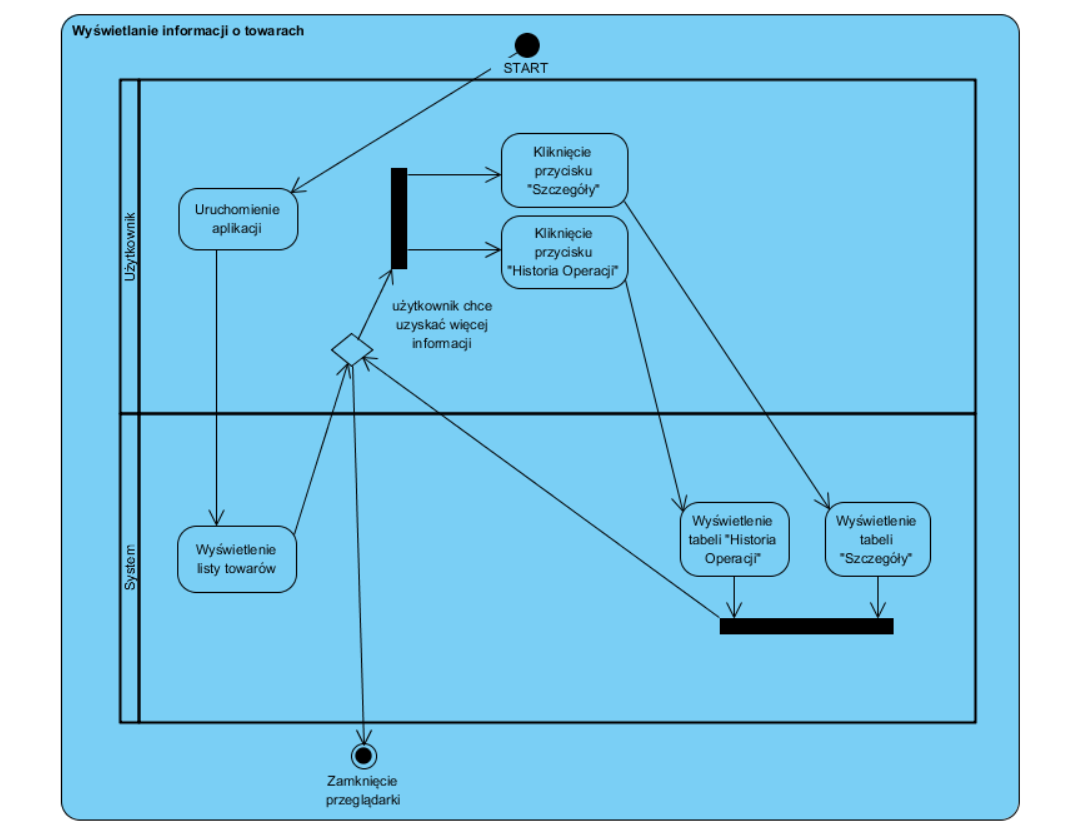 Wyświetlanie informacji o towarach
START
Użytkownik
Uruchomienie
aplikacji
Kliknięcie
przycisku
"Szczegóły"
Kliknięcie
przycisku
"Historia Operacji"
użytkownik chce
uzyskać więcej
informacji
System
Wyświetlenie
listy towarów
Wyświetlenie
tabeli "Historia
Operacji"
Wyświetlenie
tabeli
"Szczegóły"
Zamknięcie
przeglądarki